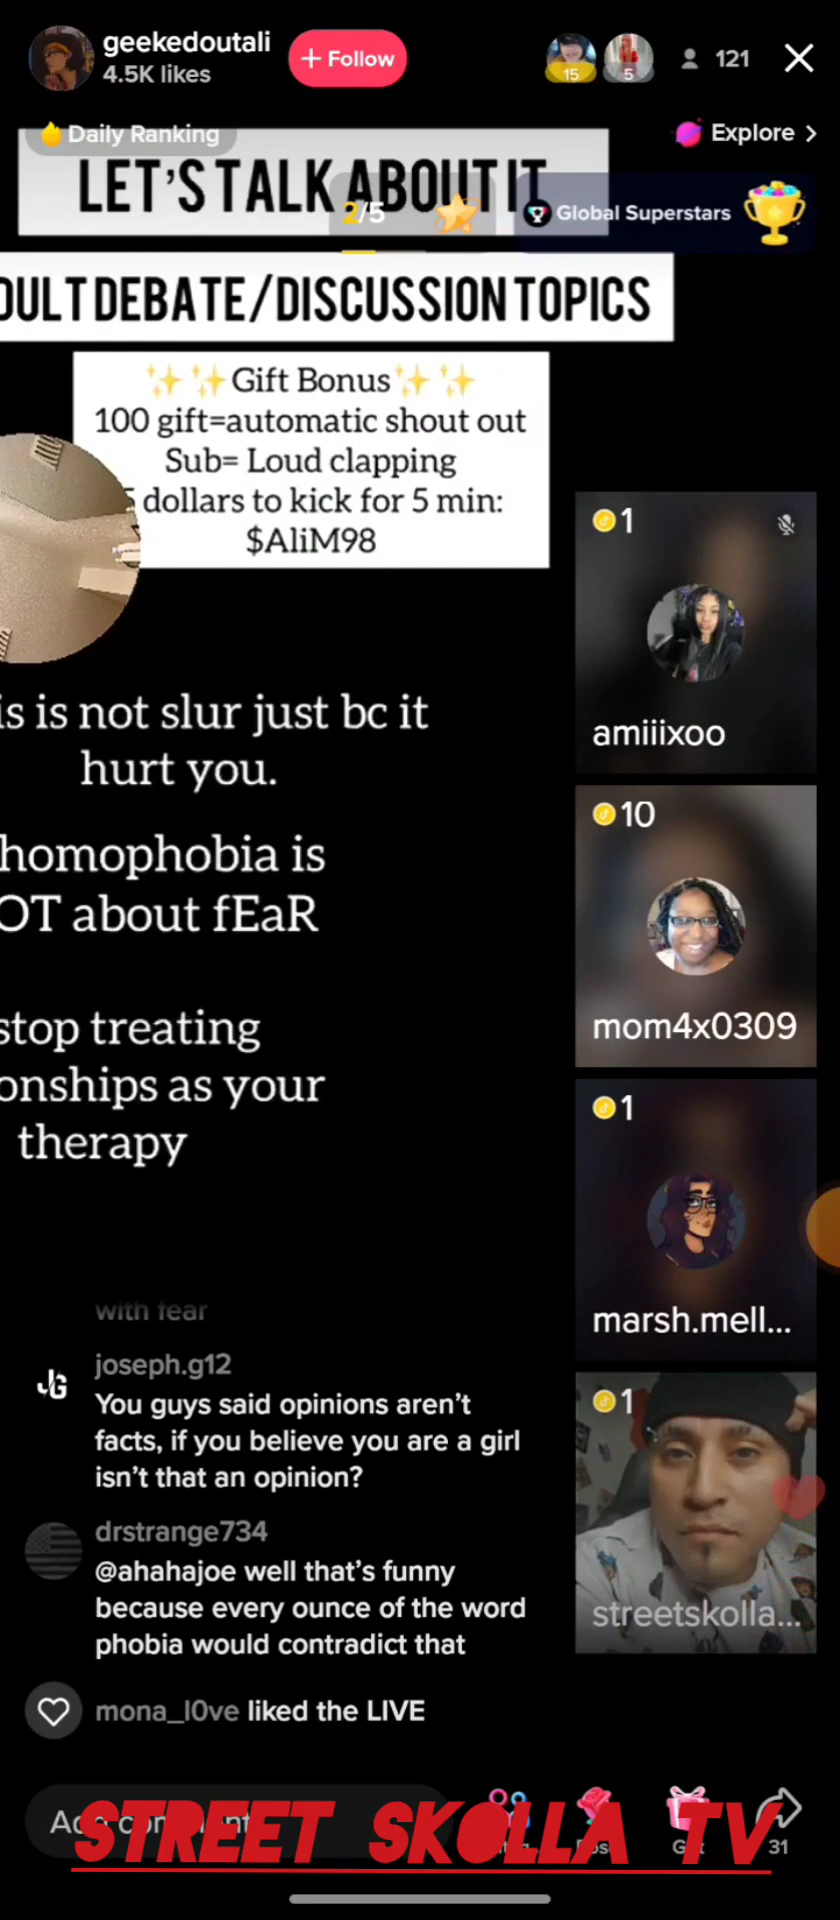 geekedoutali
4.5K likes
+ Follow
15
5
121
Daily Ranking
Explore >
LET'S TALK ABOUT IT
2/5
Global Superstars
DULT DEBATE/DISCUSSION TOPICS
✨ ✨ Gift Bonus ✨ ✨
100 gift=automatic shout out
Sub= Loud clapping
5 dollars to kick for 5 min:
$AliM98
1
amiiixoo
is is not slur just bc it
hurt you.
10
mom4x0309
homophobia is
OT about fEaR
stop treating
onships as your
therapy
1
marsh.mell...
with fear
joseph.g12
You guys said opinions aren't
facts, if you believe you are a girl
isn't that an opinion?
1
streetskolla...
drstrange734
@ahahajoe well that's funny
because every ounce of the word
phobia would contradict that
mona_l0ve liked the LIVE
STREET SKOLLA TV
31